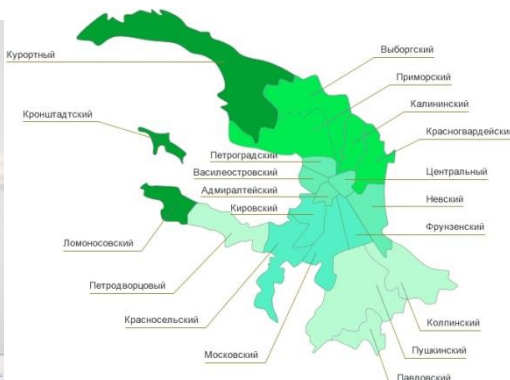 Курортный
Выборгский
Приморский
Калининский
Кронштадтский
Красногвардейский
Петроградский
Василеостровский
Центральный
Адмиралтейский
Невский
Кировский
Фрунзенский
Ломоносовский
Петродворцовый
Красносельский
Колпинский
Московский
Пушкинский
Павловский